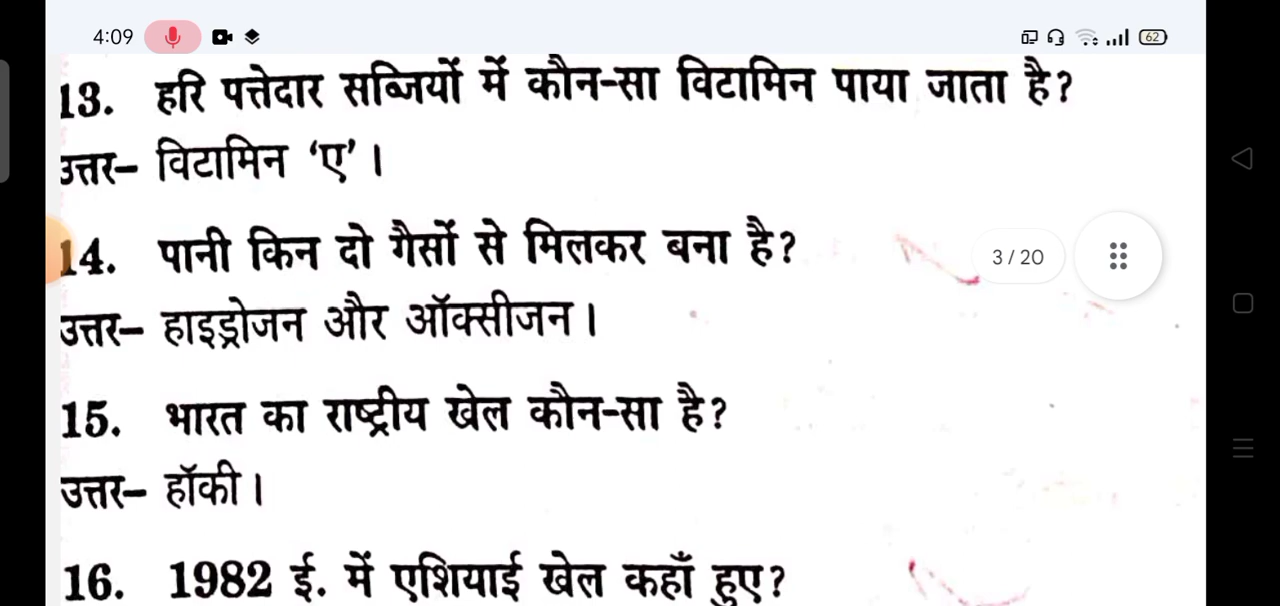 4:09
62
13. हरि पत्तेदार सब्जियों में कौन-सा विटामिन पाया जाता है?
उत्तर– विटामिन ‘ए’ ।
14. पानी किन दो गैसों से मिलकर बना है?
3 / 20
उत्तर– हाइड्रोजन और ऑक्सीजन ।
15. भारत का राष्ट्रीय खेल कौन-सा है?
उत्तर– हॉकी ।
16. 1982 ई. में एशियाई खेल कहाँ हुए?